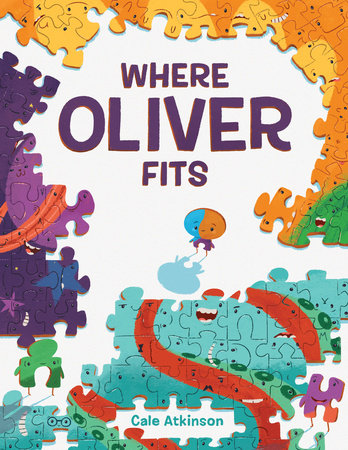 WHERE
OLIVER
FITS
Cale Atkinson